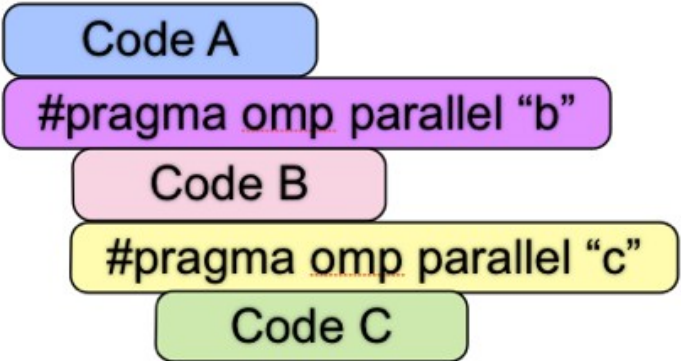 Code A
#pragma omp parallel “b”
Code B
#pragma omp parallel “c”
Code C